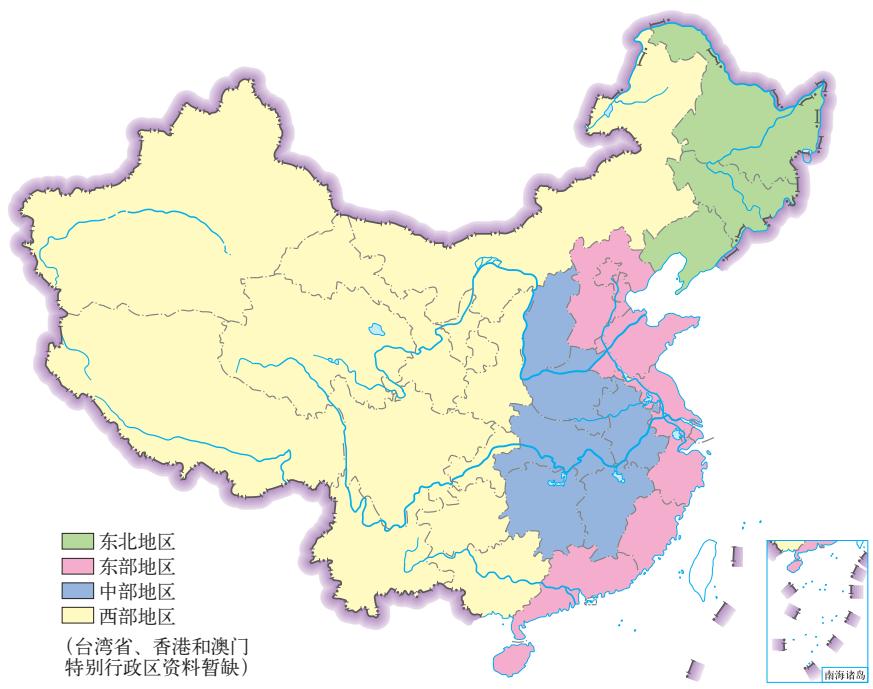 东北地区
东部地区
中部地区
西部地区
（台湾省、香港和澳门
特别行政区资料暂缺）
南海诸岛